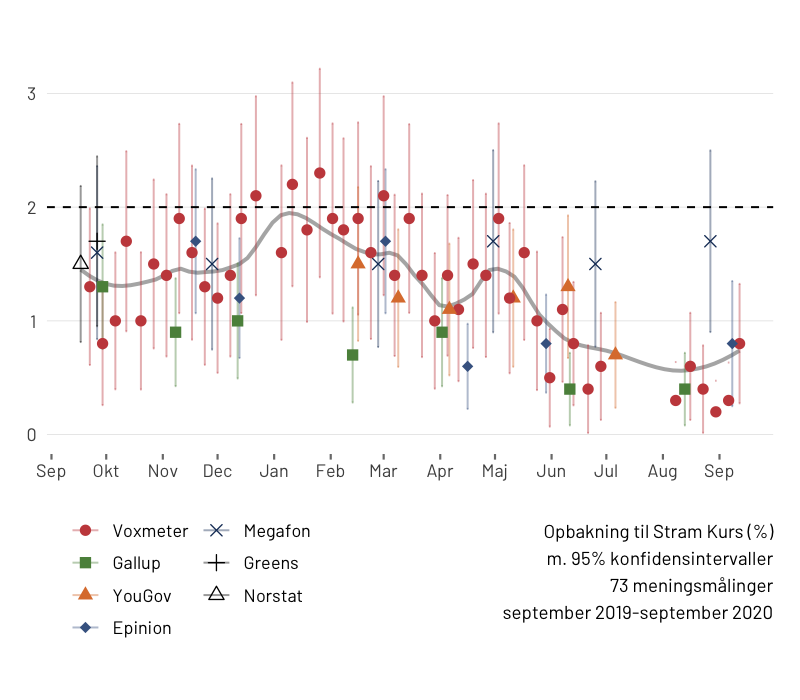 3
2
1
0
Sep Okt Nov Dec Jan Feb Mar Apr Maj Jun Jul Aug Sep
Voxmeter
Gallup
YouGov
Epinion
Megafon
Greens
Norstat
Opbakning til Stram Kurs (%)
m. 95% konfidensintervaller
73 meningsmålinger
september 2019-september 2020